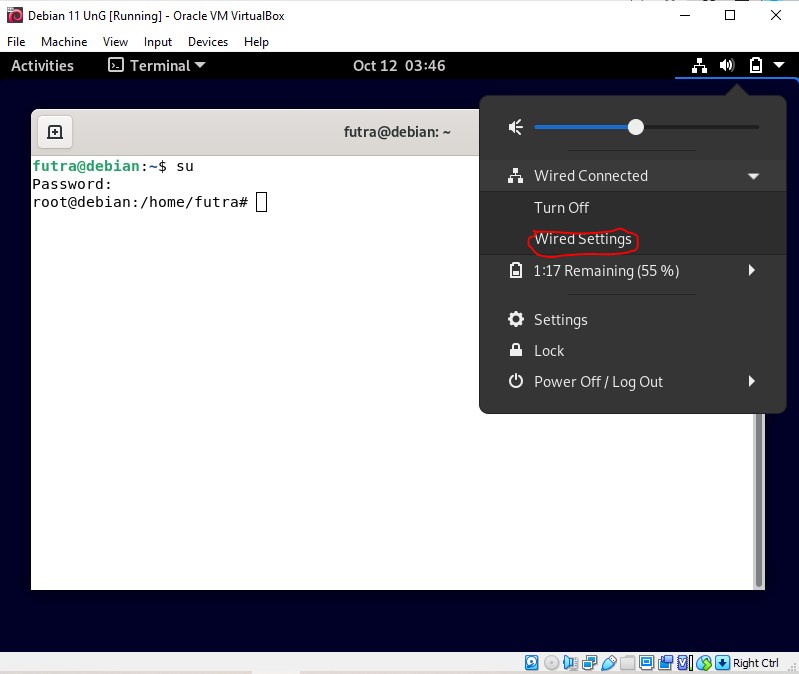 Debian 11 UnG [Running] - Oracle VM VirtualBox
File Machine View Input Devices Help
Activities Terminal Oct 12 03:46
futra@debian: ~
futra@debian:~$ su
Password:
root@debian:/home/futra#
Wired Connected
Turn Off
Wired Settings
1:17 Remaining (55 %)
Settings
Lock
Power Off / Log Out
Right Ctrl